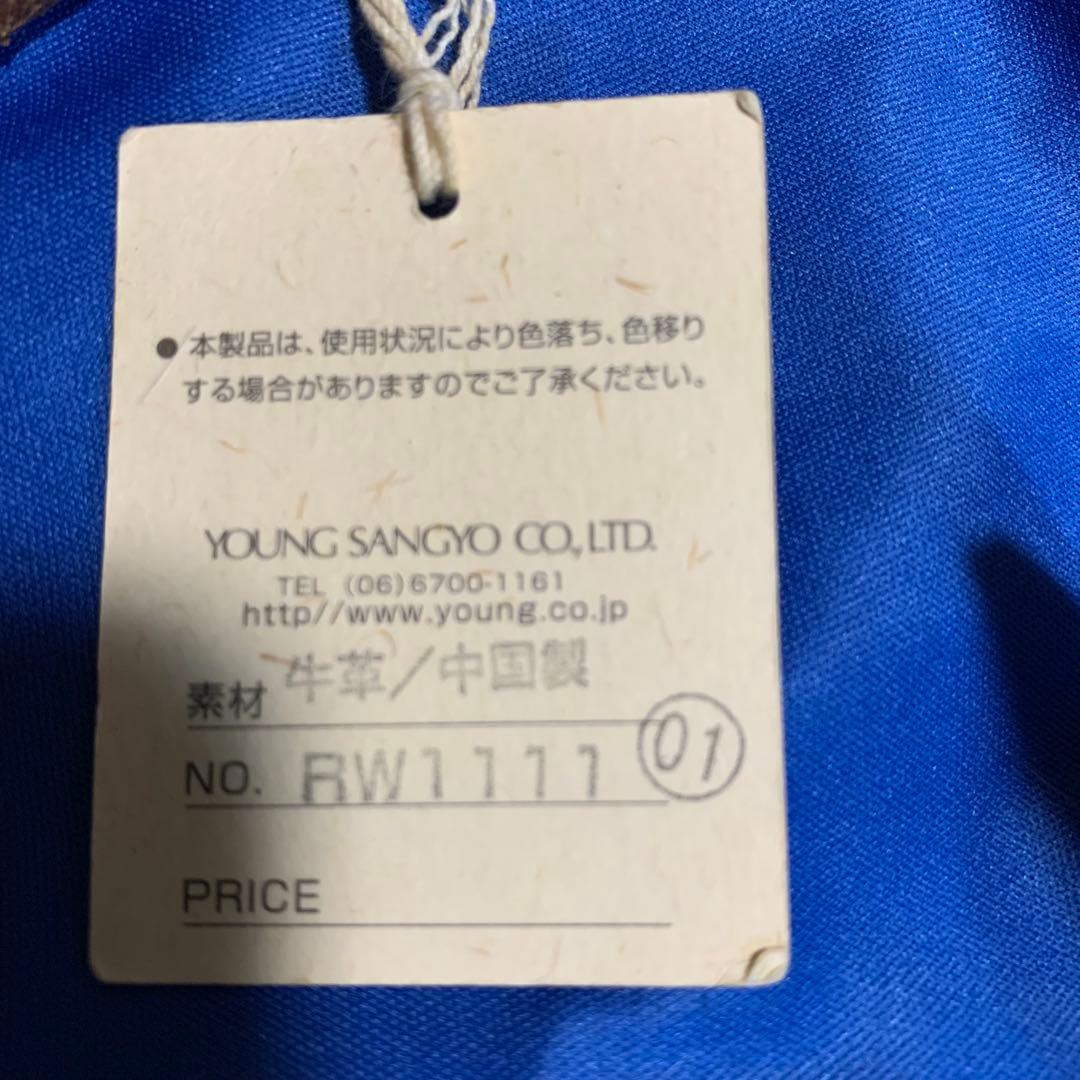 ●本製品は、使用状況により色落ち、色移り
する場合がありますのでご了承ください。
YOUNG SANGYO CO.,LTD.
TEL (06)6700-1161
http//www.young.co.jp
素材 牛革/中国製
NO. RW1111 01
PRICE